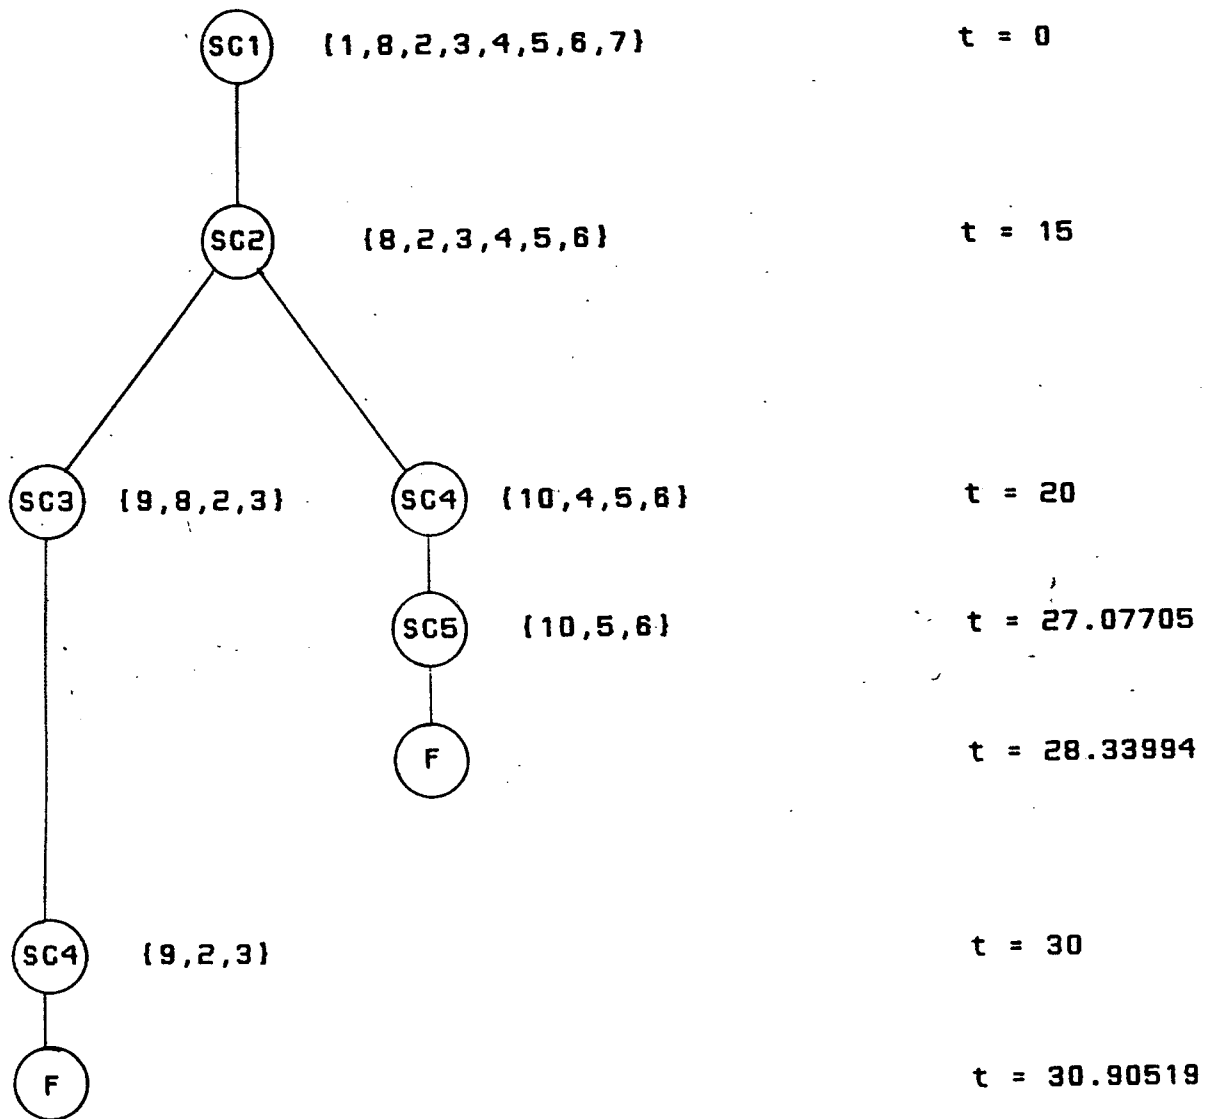 SC1 {1,8,2,3,4,5,6,7} t = 0
SC2 {8,2,3,4,5,6} t = 15
SC3 {9,8,2,3} SC4 {10,4,5,6} t = 20
SC5 {10,5,6} t = 27.07705
F t = 28.33994
SC4 {9,2,3} t = 30
F t = 30.90519